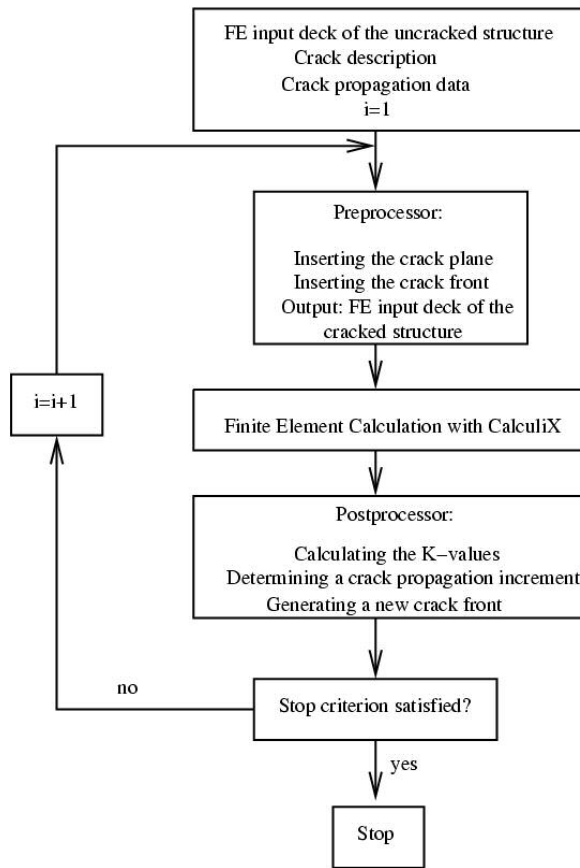 FE input deck of the uncracked structure
Crack description
Crack propagation data
i=1
Preprocessor:
Inserting the crack plane
Inserting the crack front
Output: FE input deck of the
cracked structure
i=i+1
Finite Element Calculation with CalculiX
Postprocessor:
Calculating the K−values
Determining a crack propagation increment
Generating a new crack front
no
Stop criterion satisfied?
yes
Stop